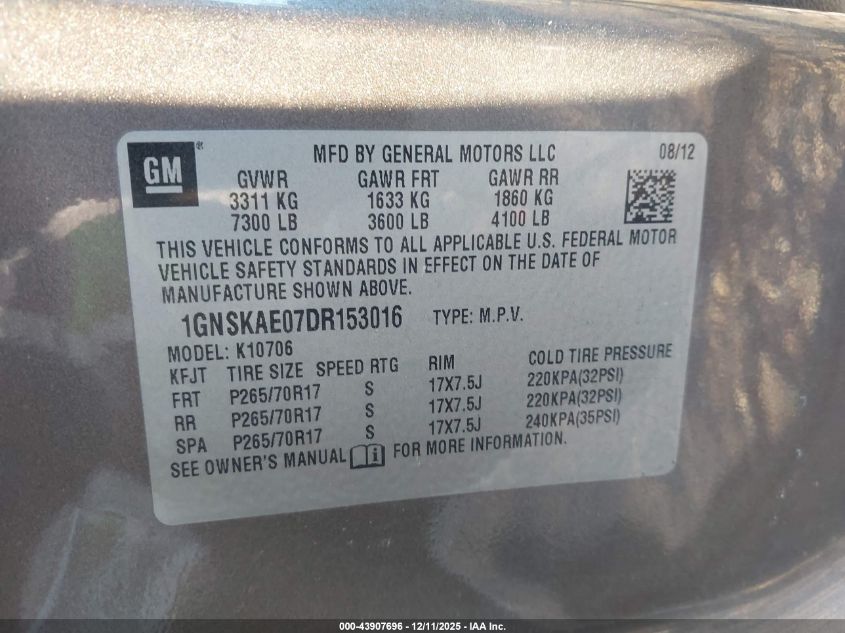 GM ® MFD BY GENERAL MOTORS LLC 08/12
GVWR GAWR FRT GAWR RR
3311 KG 1633 KG 1860 KG
7300 LB 3600 LB 4100 LB
THIS VEHICLE CONFORMS TO ALL APPLICABLE U.S. FEDERAL MOTOR
VEHICLE SAFETY STANDARDS IN EFFECT ON THE DATE OF
MANUFACTURE SHOWN ABOVE.
1GNSKAE07DR153016 TYPE: M.P.V.
MODEL: K10706
KFJT TIRE SIZE SPEED RTG RIM COLD TIRE PRESSURE
FRT P265/70R17 S 17X7.5J 220KPA(32PSI)
RR P265/70R17 S 17X7.5J 220KPA(32PSI)
SPA P265/70R17 S 17X7.5J 240KPA(35PSI)
SEE OWNER'S MANUAL i FOR MORE INFORMATION.
000-43907696 - 12/11/2025 - IAA Inc.